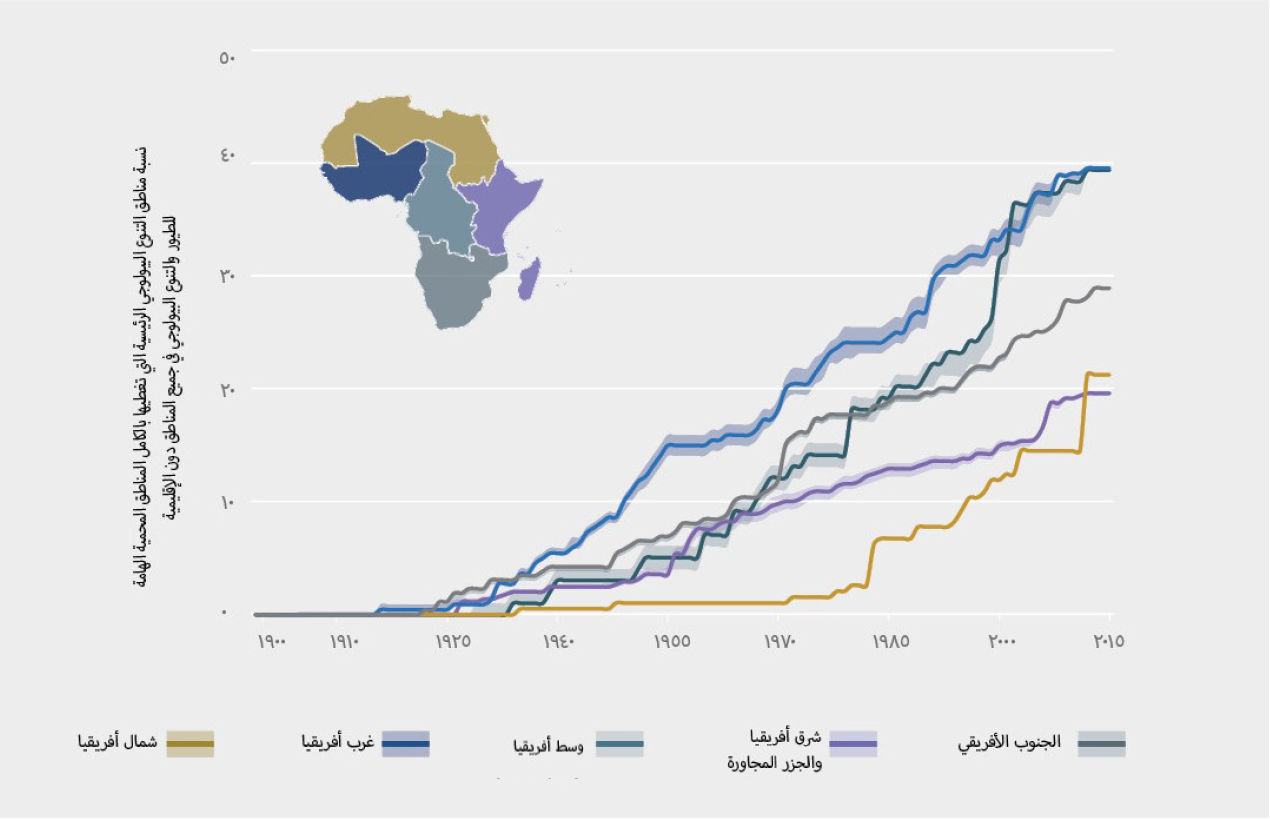 ٥٠
٤٠
٣٠
٢٠
١٠
٠
نسبة مناطق التنوع البيولوجي الرئيسية التي تغطيها بالكامل المناطق المحمية الهامة
للطيور والتنوع البيولوجي في جميع المناطق دون الإقليمية
١٩٠٠ ١٩١٠ ١٩٢٥ ١٩٤٠ ١٩٥٥ ١٩٧٠ ١٩٨٥ ٢٠٠٠ ٢٠١٥
الجنوب الأفريقي
شرق أفريقيا
والجزر المجاورة
وسط أفريقيا
غرب أفريقيا
شمال أفريقيا